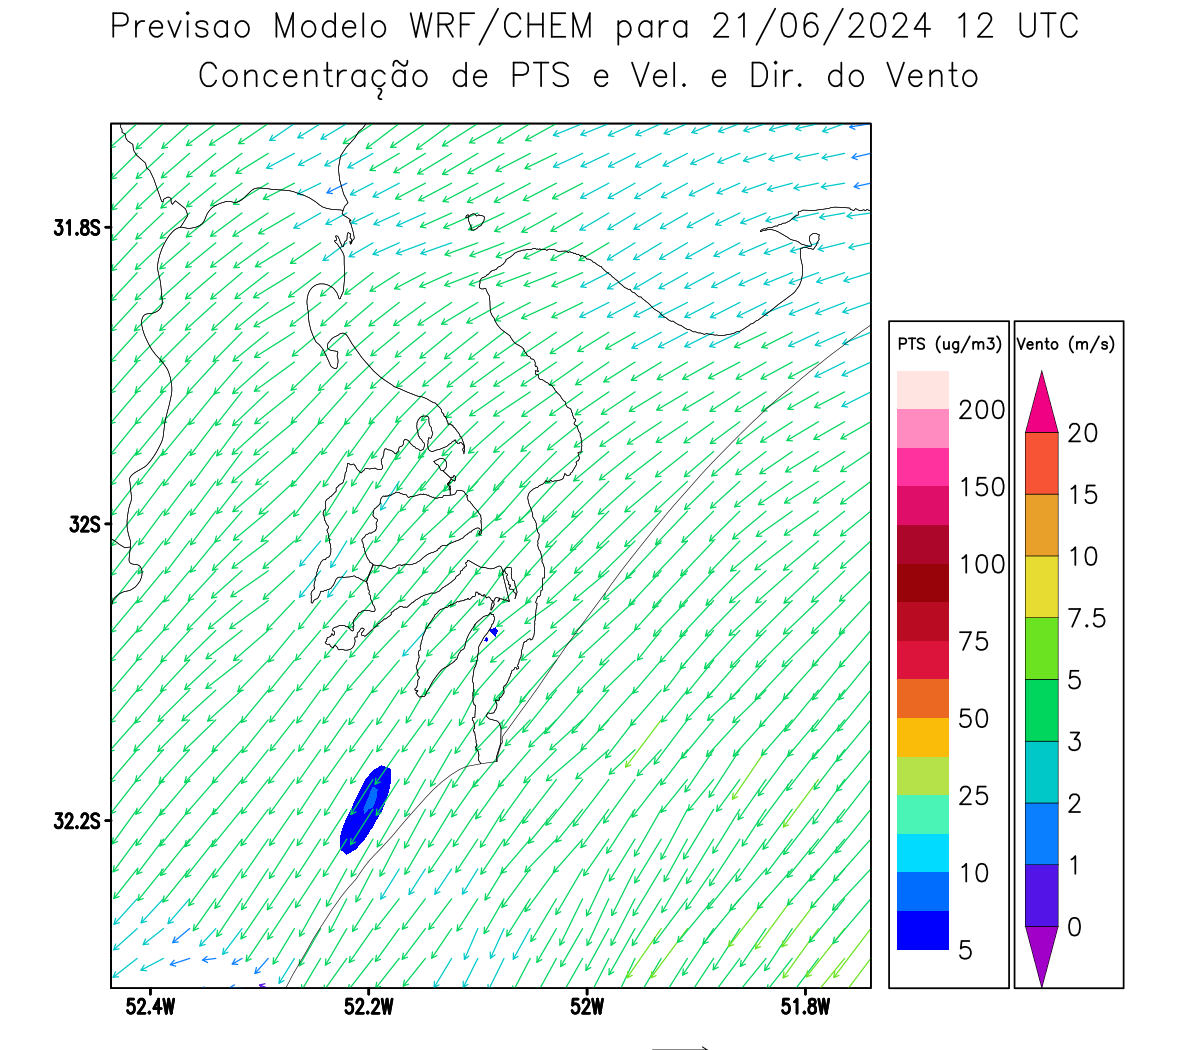 Previsao Modelo WRF/CHEM para 21/06/2024 12 UTC
Concentração de PTS e Vel. e Dir. do Vento
31.8S
32S
32.2S
52.4W
52.2W
52W
51.8W
PTS (ug/m3)
200
150
100
75
50
25
10
5
Vento (m/s)
20
15
10
7.5
5
3
2
1
0